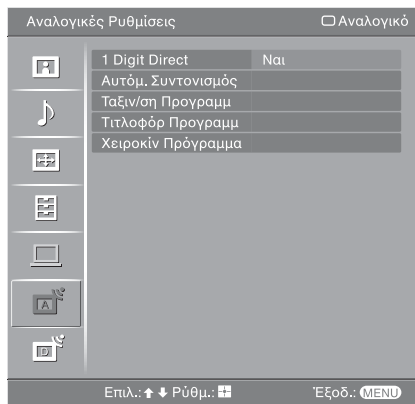 Αναλογικές Ρυθμίσεις Αναλογικό
1 Digit Direct Ναι
Αυτόμ. Συντονισμός
Ταξιν/ση Προγραμμ
Τιτλοφόρ Προγραμμ
Χειροκίν Πρόγραμμα
A
D
Επιλ.: Ρύθμ.: Έξοδ.: MENU